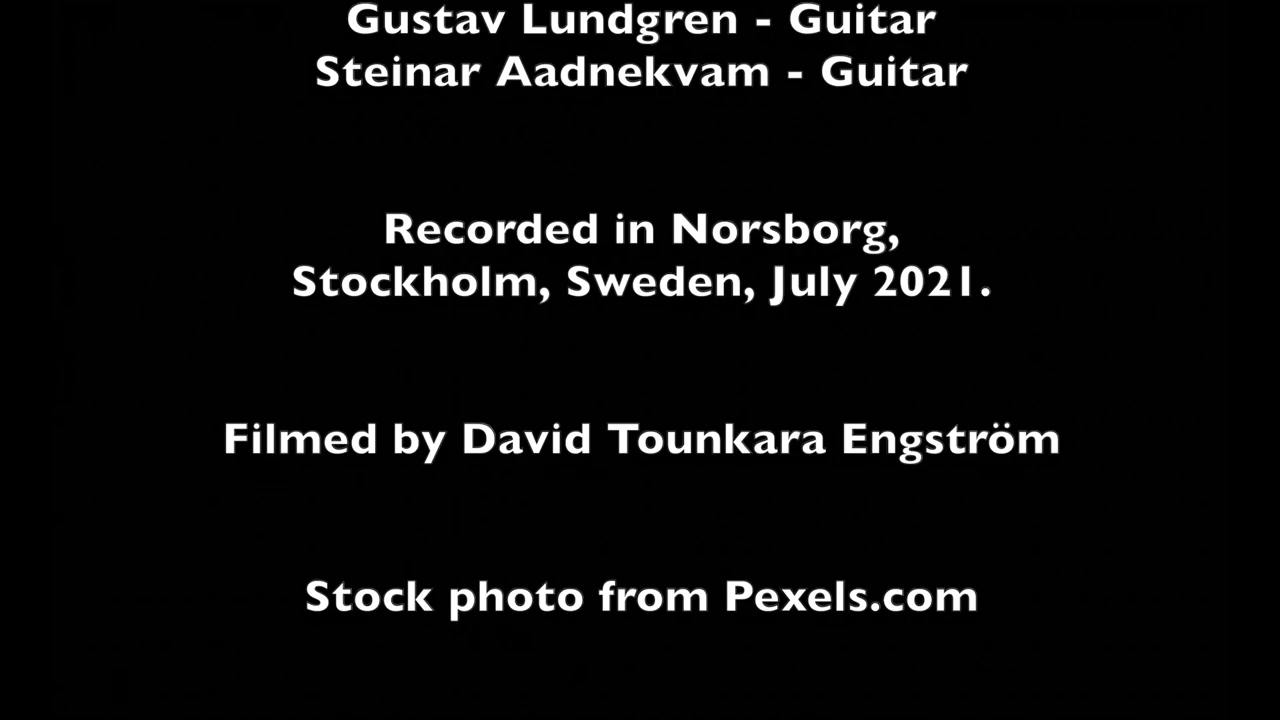 Gustav Lundgren - Guitar
Steinar Aadnekvam - Guitar
Recorded in Norsborg,
Stockholm, Sweden, July 2021.
Filmed by David Tounkara Engström
Stock photo from Pexels.com